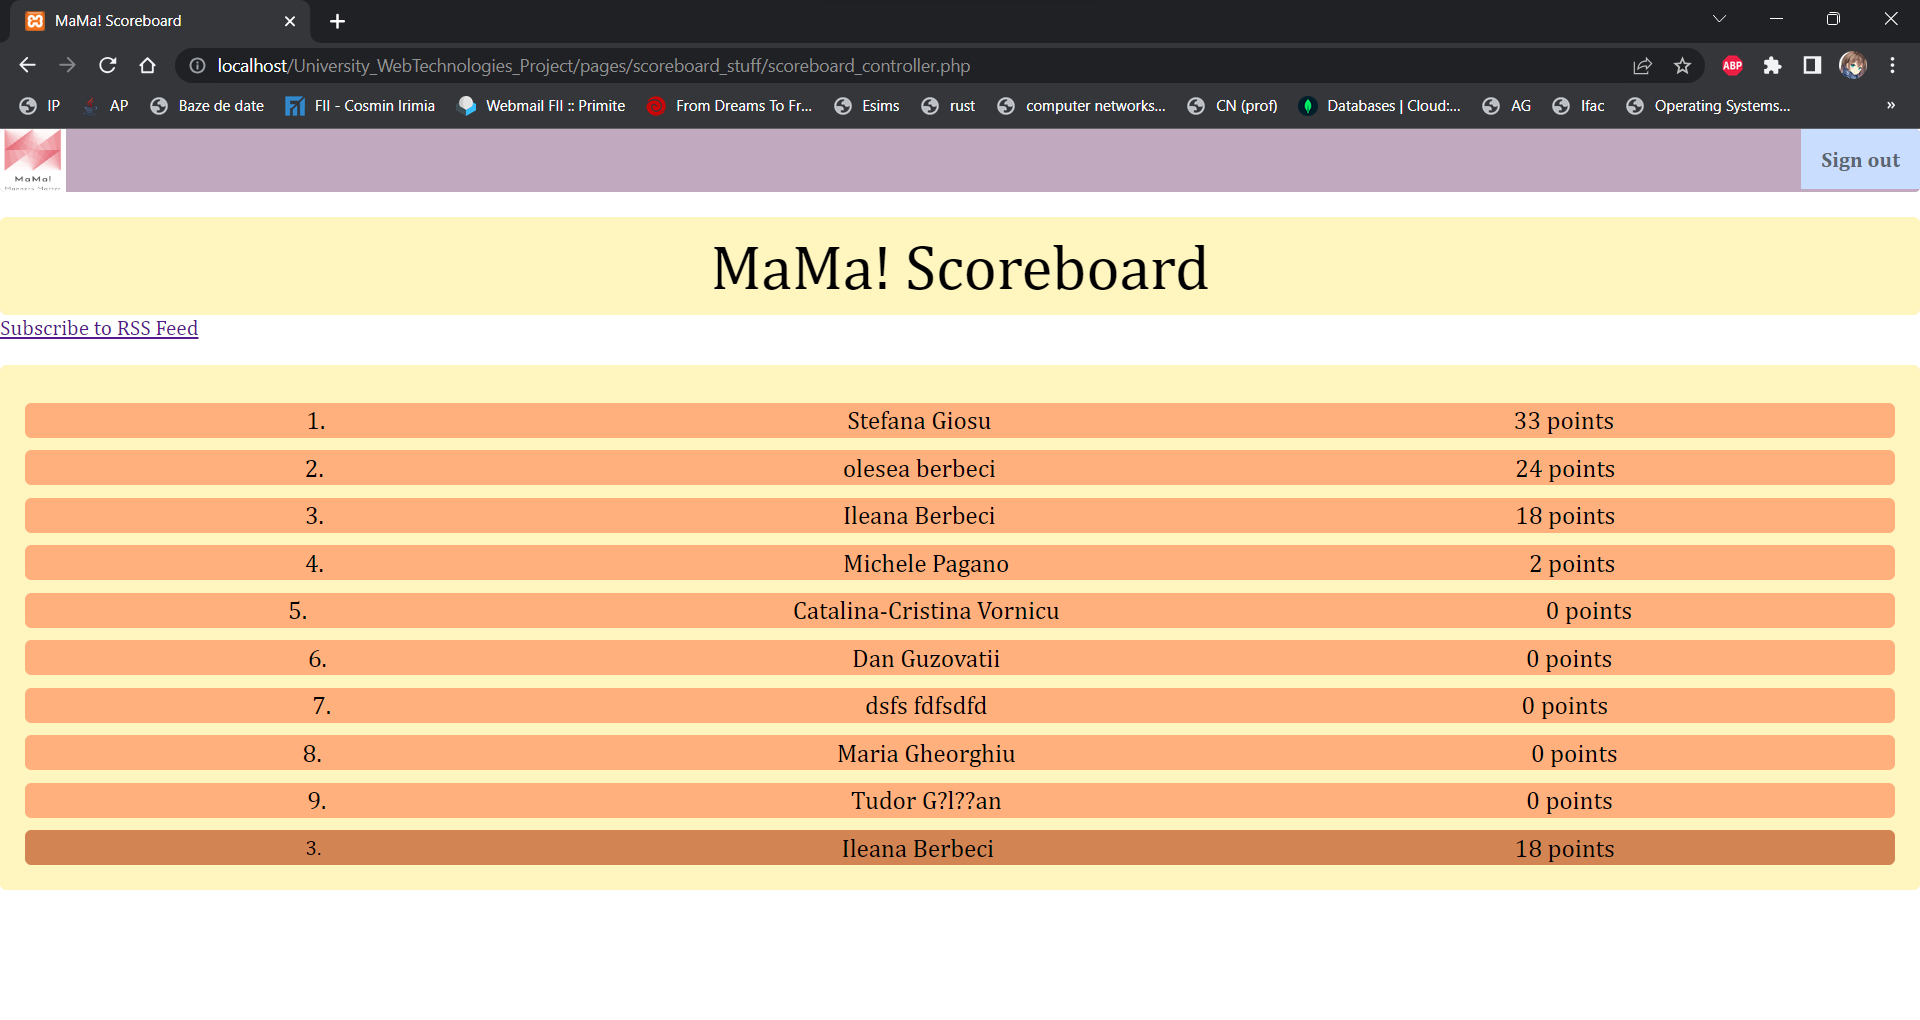 MaMa! Scoreboard
localhost/University_WebTechnologies_Project/pages/scoreboard_stuff/scoreboard_controller.php
ABP
IP AP Baze de date FII - Cosmin Irimia Webmail FII :: Primite From Dreams To Fr... Esims rust computer networks... CN (prof) Databases | Cloud:... AG Ifac Operating Systems... »
MaMa!
Sign out
MaMa! Scoreboard
Subscribe to RSS Feed
1. Stefana Giosu 33 points
2. olesea berbeci 24 points
3. Ileana Berbeci 18 points
4. Michele Pagano 2 points
5. Catalina-Cristina Vornicu 0 points
6. Dan Guzovatii 0 points
7. dsfs fdfsdfd 0 points
8. Maria Gheorghiu 0 points
9. Tudor G?l??an 0 points
3. Ileana Berbeci 18 points